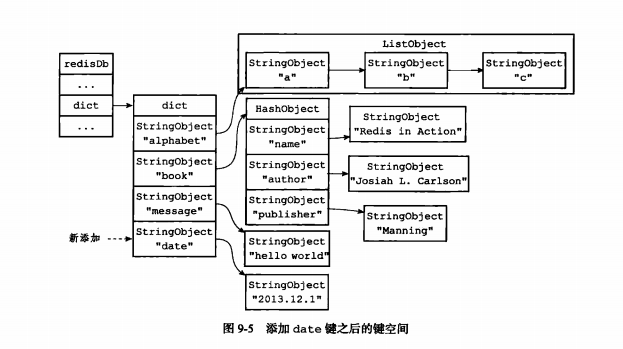 ListObject
StringObject
"a"
StringObject
"b"
StringObject
"c"
redisDb
...
dict
...
dict
StringObject
"alphabet"
StringObject
"book"
StringObject
"message"
新添加
StringObject
"date"
HashObject
StringObject
"name"
StringObject
"author"
StringObject
"publisher"
StringObject
"Redis in Action"
StringObject
"Josiah L. Carlson"
StringObject
"Manning"
StringObject
"hello world"
StringObject
"2013.12.1"
图 9-5 添加 date 键之后的键空间